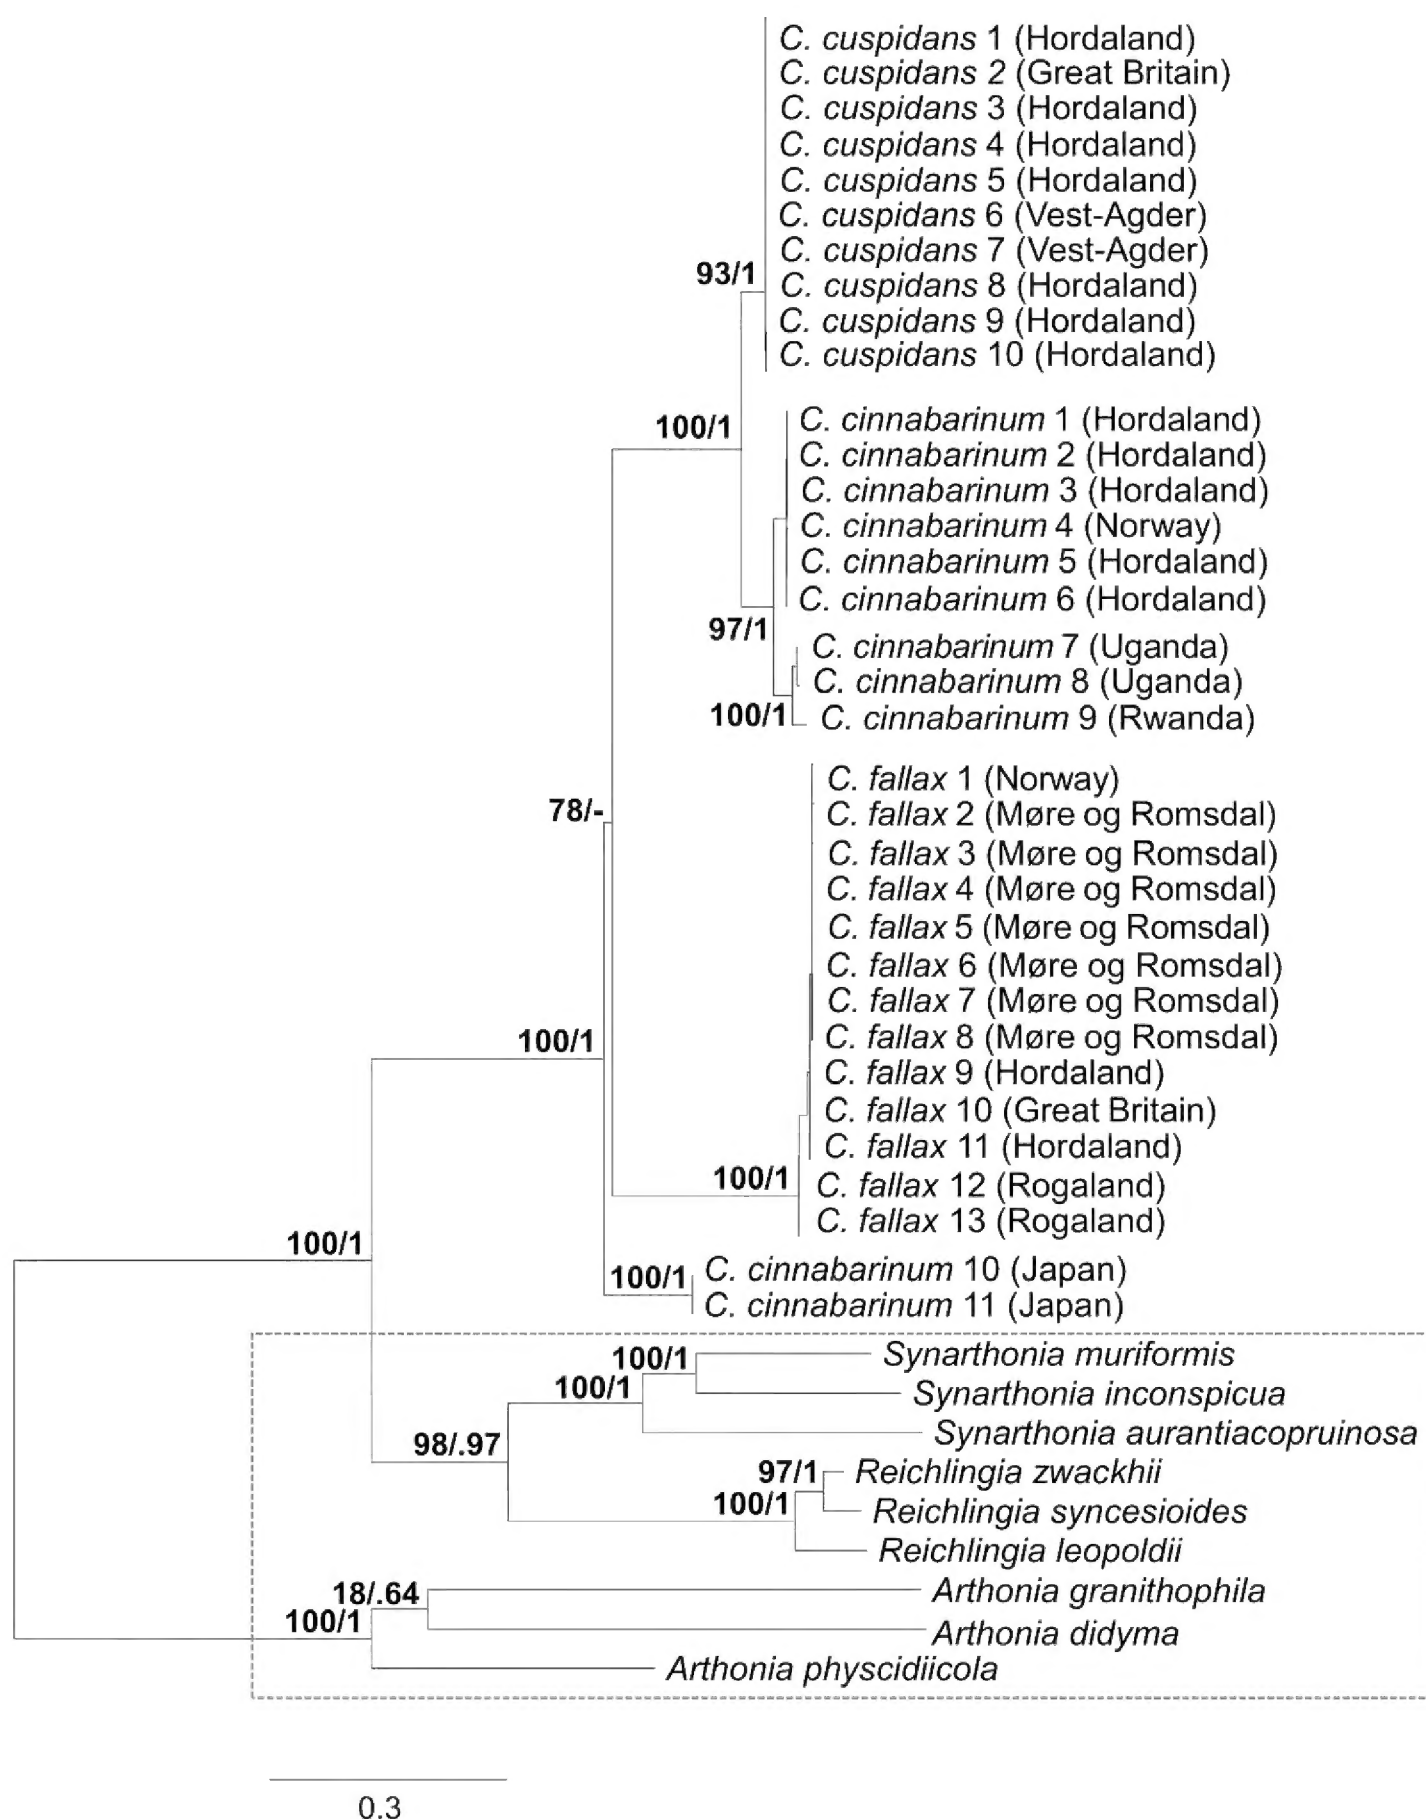 C. cuspidans 1 (Hordaland)
C. cuspidans 2 (Great Britain)
C. cuspidans 3 (Hordaland)
C. cuspidans 4 (Hordaland)
C. cuspidans 5 (Hordaland)
C. cuspidans 6 (Vest-Agder)
C. cuspidans 7 (Vest-Agder)
93/1
C. cuspidans 8 (Hordaland)
C. cuspidans 9 (Hordaland)
C. cuspidans 10 (Hordaland)
100/1
C. cinnabarinum 1 (Hordaland)
C. cinnabarinum 2 (Hordaland)
C. cinnabarinum 3 (Hordaland)
C. cinnabarinum 4 (Norway)
C. cinnabarinum 5 (Hordaland)
C. cinnabarinum 6 (Hordaland)
97/1
C. cinnabarinum 7 (Uganda)
C. cinnabarinum 8 (Uganda)
100/1
C. cinnabarinum 9 (Rwanda)
C. fallax 1 (Norway)
78/-
C. fallax 2 (Møre og Romsdal)
C. fallax 3 (Møre og Romsdal)
C. fallax 4 (Møre og Romsdal)
C. fallax 5 (Møre og Romsdal)
C. fallax 6 (Møre og Romsdal)
C. fallax 7 (Møre og Romsdal)
100/1
C. fallax 8 (Møre og Romsdal)
C. fallax 9 (Hordaland)
C. fallax 10 (Great Britain)
C. fallax 11 (Hordaland)
100/1
C. fallax 12 (Rogaland)
C. fallax 13 (Rogaland)
100/1
100/1
C. cinnabarinum 10 (Japan)
C. cinnabarinum 11 (Japan)
100/1
Synarthonia muriformis
100/1
Synarthonia inconspicua
98/.97
Synarthonia aurantiacopruinosa
97/1
Reichlingia zwackhii
100/1
Reichlingia syncesioides
Reichlingia leopoldii
18/.64
Arthonia granithophila
100/1
Arthonia didyma
Arthonia physcidiicola
0.3